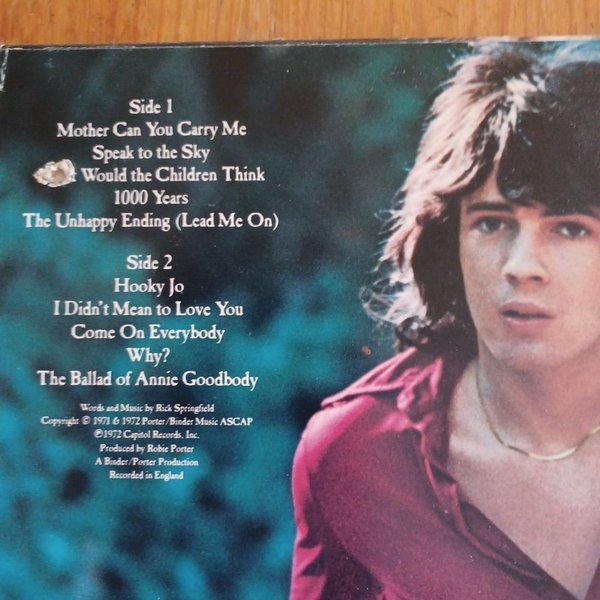 Side 1
Mother Can You Carry Me
Speak to the Sky
Would the Children Think
1000 Years
The Unhappy Ending (Lead Me On)
Side 2
Hooky Jo
I Didn't Mean to Love You
Come On Everybody
Why?
The Ballad of Annie Goodbody
Words and Music by Rick Springfield
Copyright © 1971 & 1972 Porter/Binder Music ASCAP
℗1972 Capitol Records, Inc.
Produced by Robie Porter
A Binder/Porter Production
Recorded in England